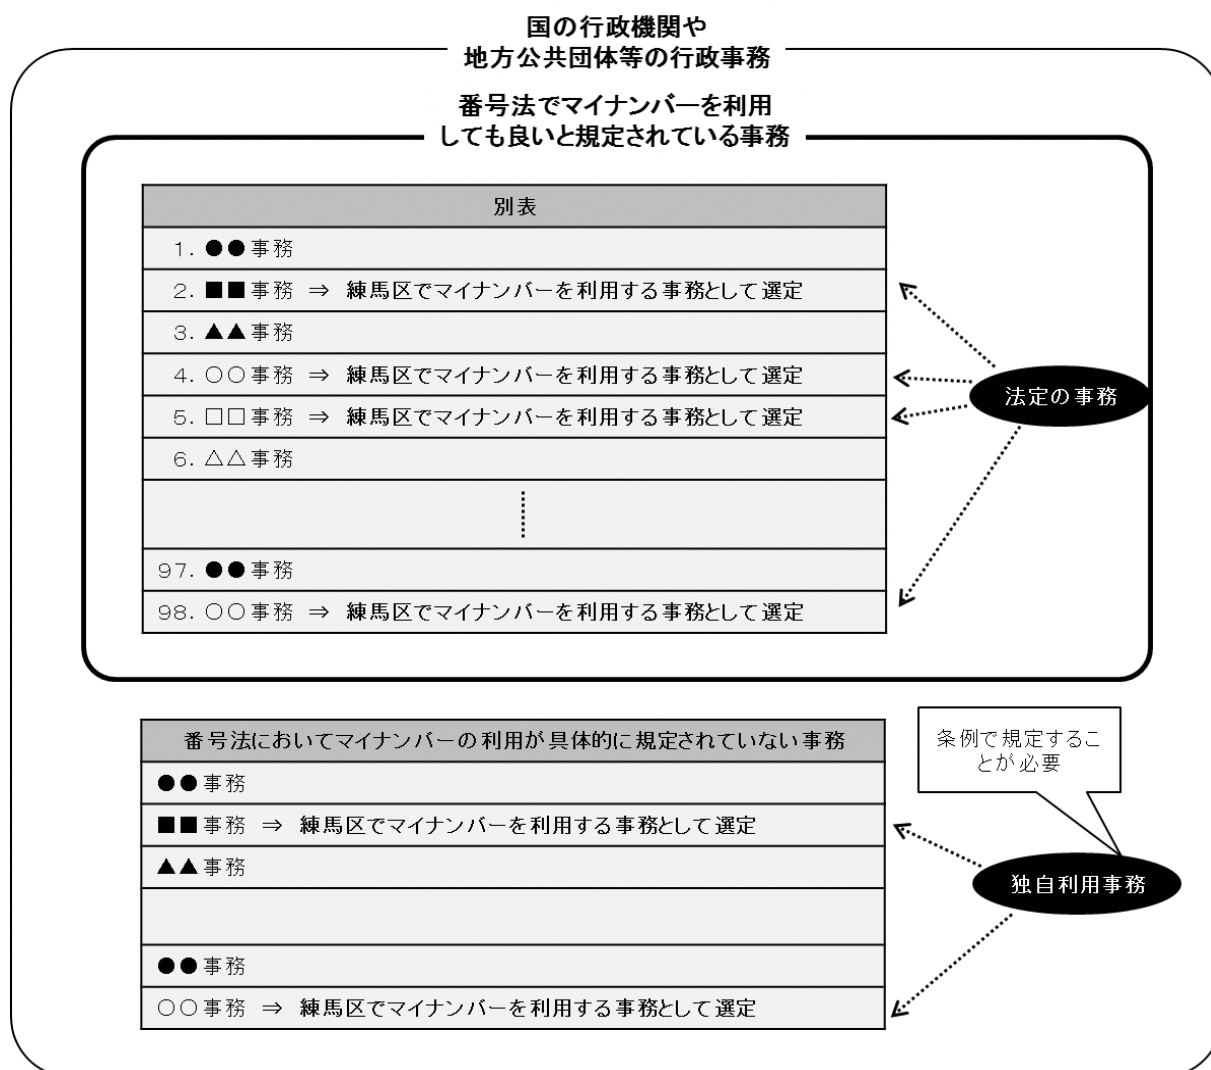 国の行政機関や
地方公共団体等の行政事務
番号法でマイナンバーを利用
しても良いと規定されている事務
別表
1. ●●事務
2. ■■事務 ⇒ 練馬区でマイナンバーを利用する事務として選定
3. ▲▲事務
4. ○○事務 ⇒ 練馬区でマイナンバーを利用する事務として選定
5. □□事務 ⇒ 練馬区でマイナンバーを利用する事務として選定
6. △△事務
97. ●●事務
98. ○○事務 ⇒ 練馬区でマイナンバーを利用する事務として選定
法定の事務
番号法においてマイナンバーの利用が具体的に規定されていない事務
●●事務
■■事務 ⇒ 練馬区でマイナンバーを利用する事務として選定
▲▲事務
●●事務
○○事務 ⇒ 練馬区でマイナンバーを利用する事務として選定
条例で規定するこ
とが必要
独自利用事務